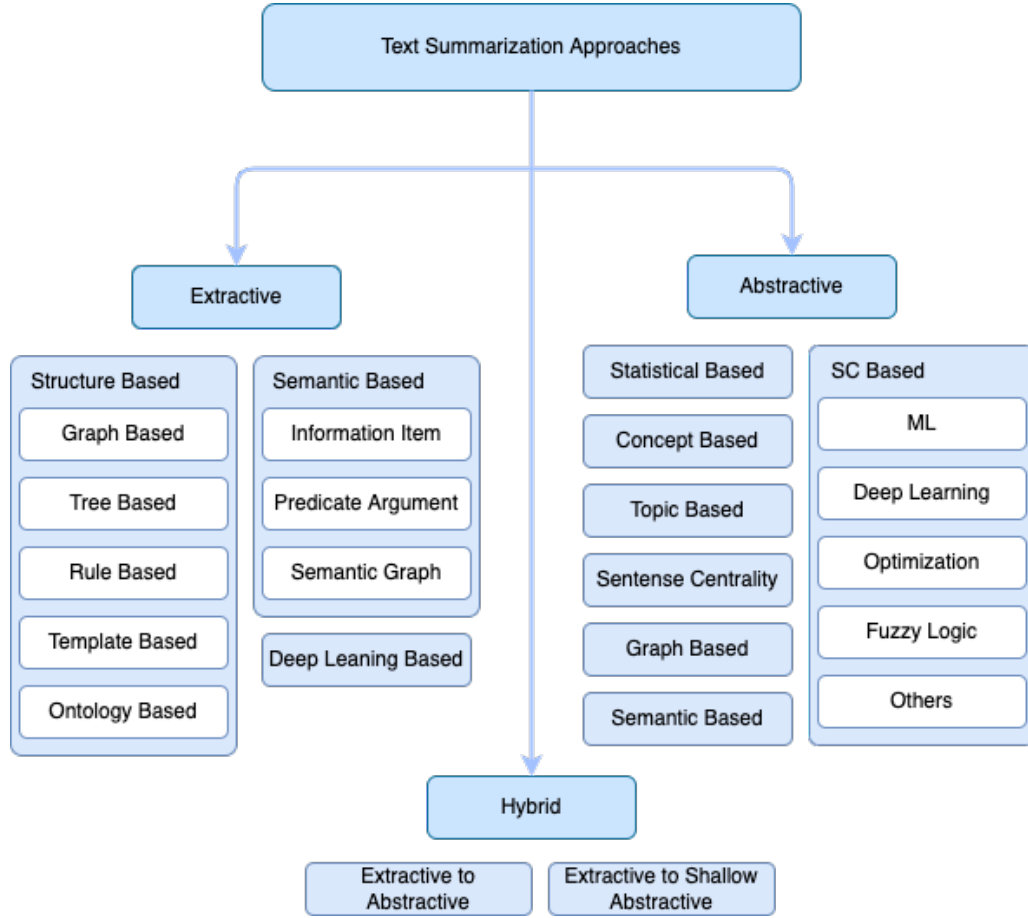 Text Summarization Approaches
Extractive
Abstractive
Structure Based
Graph Based
Tree Based
Rule Based
Template Based
Ontology Based
Semantic Based
Information Item
Predicate Argument
Semantic Graph
Deep Leaning Based
Statistical Based
Concept Based
Topic Based
Sentense Centrality
Graph Based
Semantic Based
SC Based
ML
Deep Learning
Optimization
Fuzzy Logic
Others
Hybrid
Extractive to
Abstractive
Extractive to Shallow
Abstractive